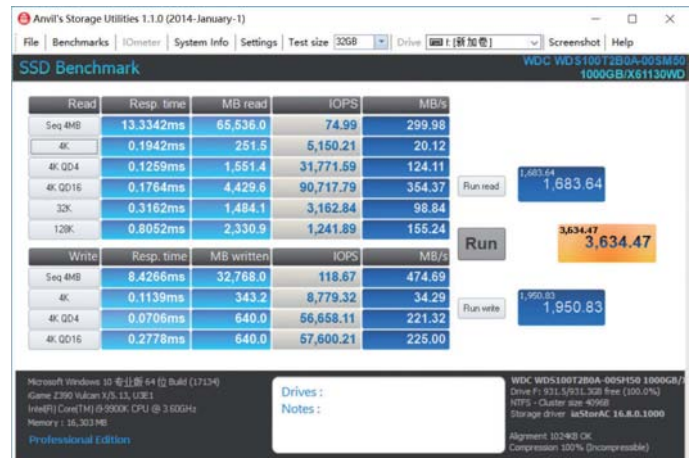 Anvil's Storage Utilities 1.1.0 (2014-January-1)
File Benchmarks IOmeter System Info Settings Test size 32GB Drive I: [新加卷] Screenshot Help
SSD Benchmark
WDC WDS100T2B0A-00SM50
1000GB/X61130WD
Read Resp. time MB read IOPS MB/s
Seq 4MB 13.3342ms 65,536.0 74.99 299.98
4K 0.1942ms 251.5 5,150.21 20.12
4K QD4 0.1259ms 1,551.4 31,771.59 124.11
4K QD16 0.1764ms 4,429.6 90,717.79 354.37
Run read 1,683.64 1,683.64
32K 0.3162ms 1,484.1 3,162.84 98.84
128K 0.8052ms 2,330.9 1,241.89 155.24
Run 3,634.47 3,634.47
Write Resp. time MB written IOPS MB/s
Seq 4MB 8.4266ms 32,768.0 118.67 474.69
4K 0.1139ms 343.2 8,779.32 34.29
Run write 1,950.83 1,950.83
4K QD4 0.0706ms 640.0 56,658.11 221.32
4K QD16 0.2778ms 640.0 57,600.21 225.00
Microsoft Windows 10 专业版 64 位 Build (17134)
iGame Z390 Vulcan X/5.13, U3E1
Intel(R) Core(TM) i9-9900K CPU @ 3.60GHz
Memory : 16,303 MB
Professional Edition
Drives :
Notes :
WDC WDS100T2B0A-00SM50 1000GB/
Drive F: 931.5/931.3GB free (100.0%)
NTFS - Cluster size 4096B
Storage driver iaStorAC 16.8.0.1000
Alignment 1024KB OK
Compression 100% (Incompressible)